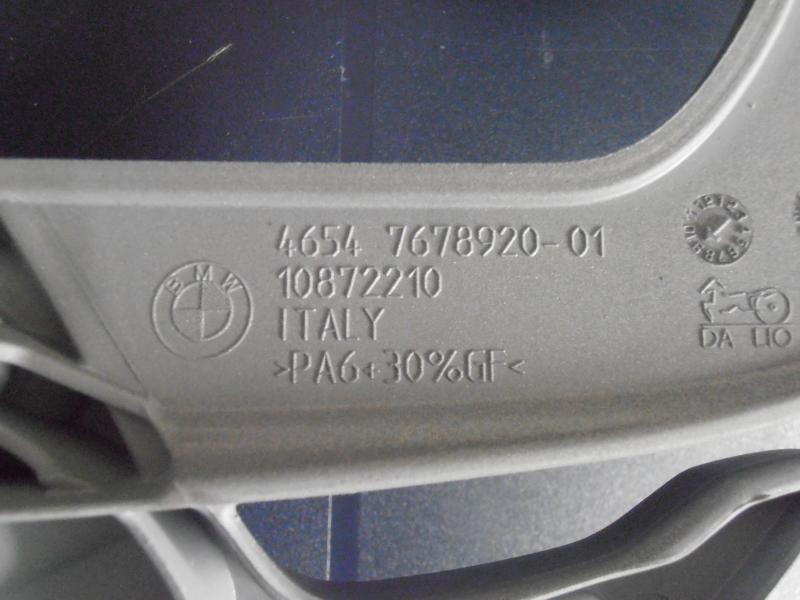 4654 7678920-01
10872210
ITALY
>PA6+30%GF<
BMW
DA LIO